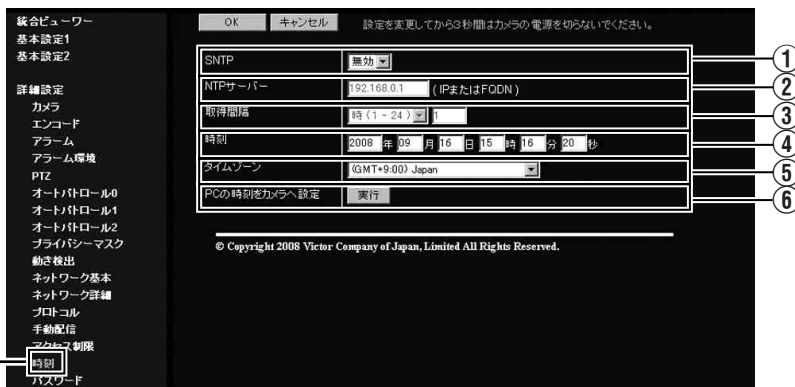 統合ビューワー
基本設定1
基本設定2
詳細設定
カメラ
エンコード
アラーム
アラーム環境
PTZ
オートパトロール0
オートパトロール1
オートパトロール2
プライバシーマスク
動き検出
ネットワーク基本
ネットワーク詳細
プロトコル
手動配信
アクセス制限
時刻
パスワード
OK キャンセル 設定を変更してから3秒間はカメラの電源を切らないでください。
SNTP 無効 ①
NTPサーバー 192.168.0.1 (IPまたはFQDN) ②
取得間隔 時(1-24) 1 ③
時刻 2008 年 09 月 16 日 15 時 16 分 20 秒 ④
タイムゾーン (GMT+9:00) Japan ⑤
PCの時刻をカメラへ設定 実行 ⑥
© Copyright 2008 Victor Company of Japan, Limited All Rights Reserved.